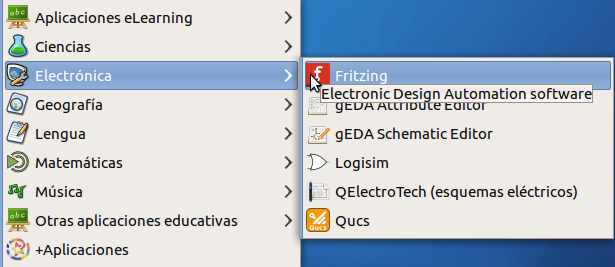 Aplicaciones eLearning
Ciencias
Electrónica
Geografía
Lengua
Matemáticas
Música
Otras aplicaciones educativas
+Aplicaciones
Fritzing
Electronic Design Automation software
gEDA Attribute Editor
gEDA Schematic Editor
Logisim
QElectroTech (esquemas eléctricos)
Qucs